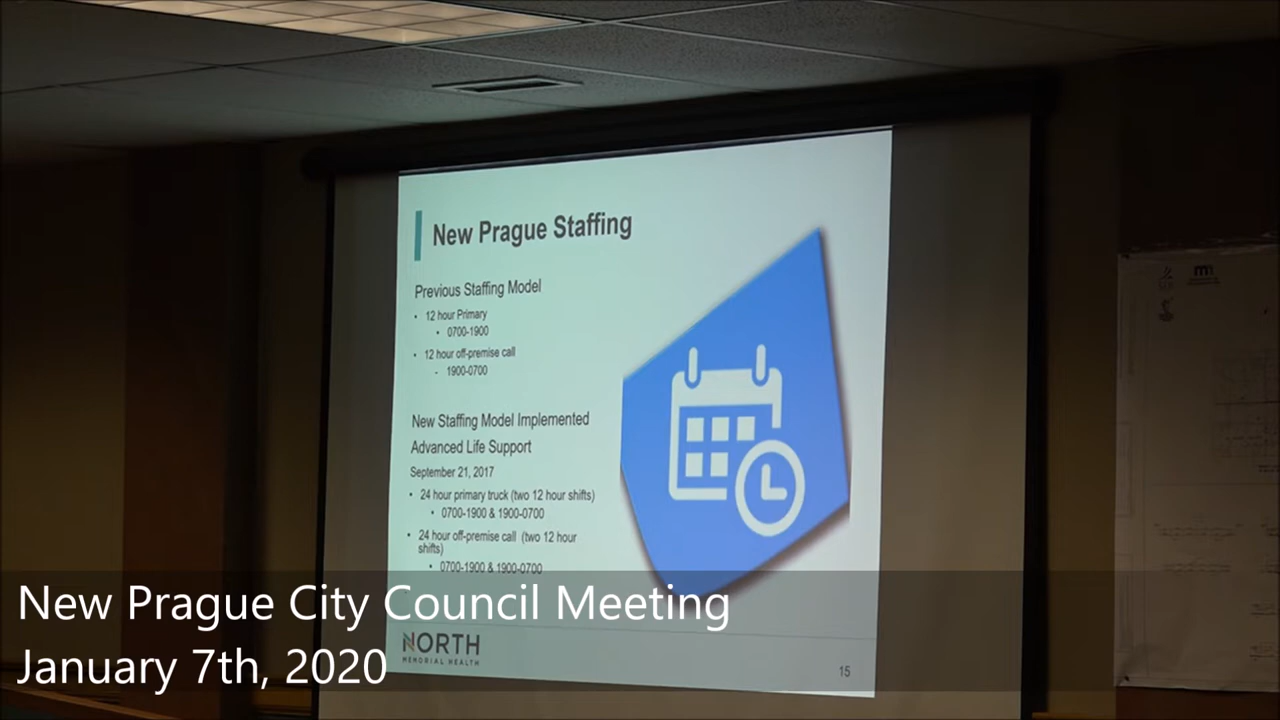 New Prague Staffing
Previous Staffing Model
• 12 hour Primary
• 0700-1900
• 12 hour off-premise call
- 1900-0700
New Staffing Model Implemented
Advanced Life Support
September 21, 2017
• 24 hour primary truck (two 12 hour shifts)
• 0700-1900 & 1900-0700
• 24 hour off-premise call (two 12 hour
shifts)
• 0700-1900 & 1900-0700
New Prague City Council Meeting
January 7th, 2020
NORTH
MEMORIAL HEALTH
15